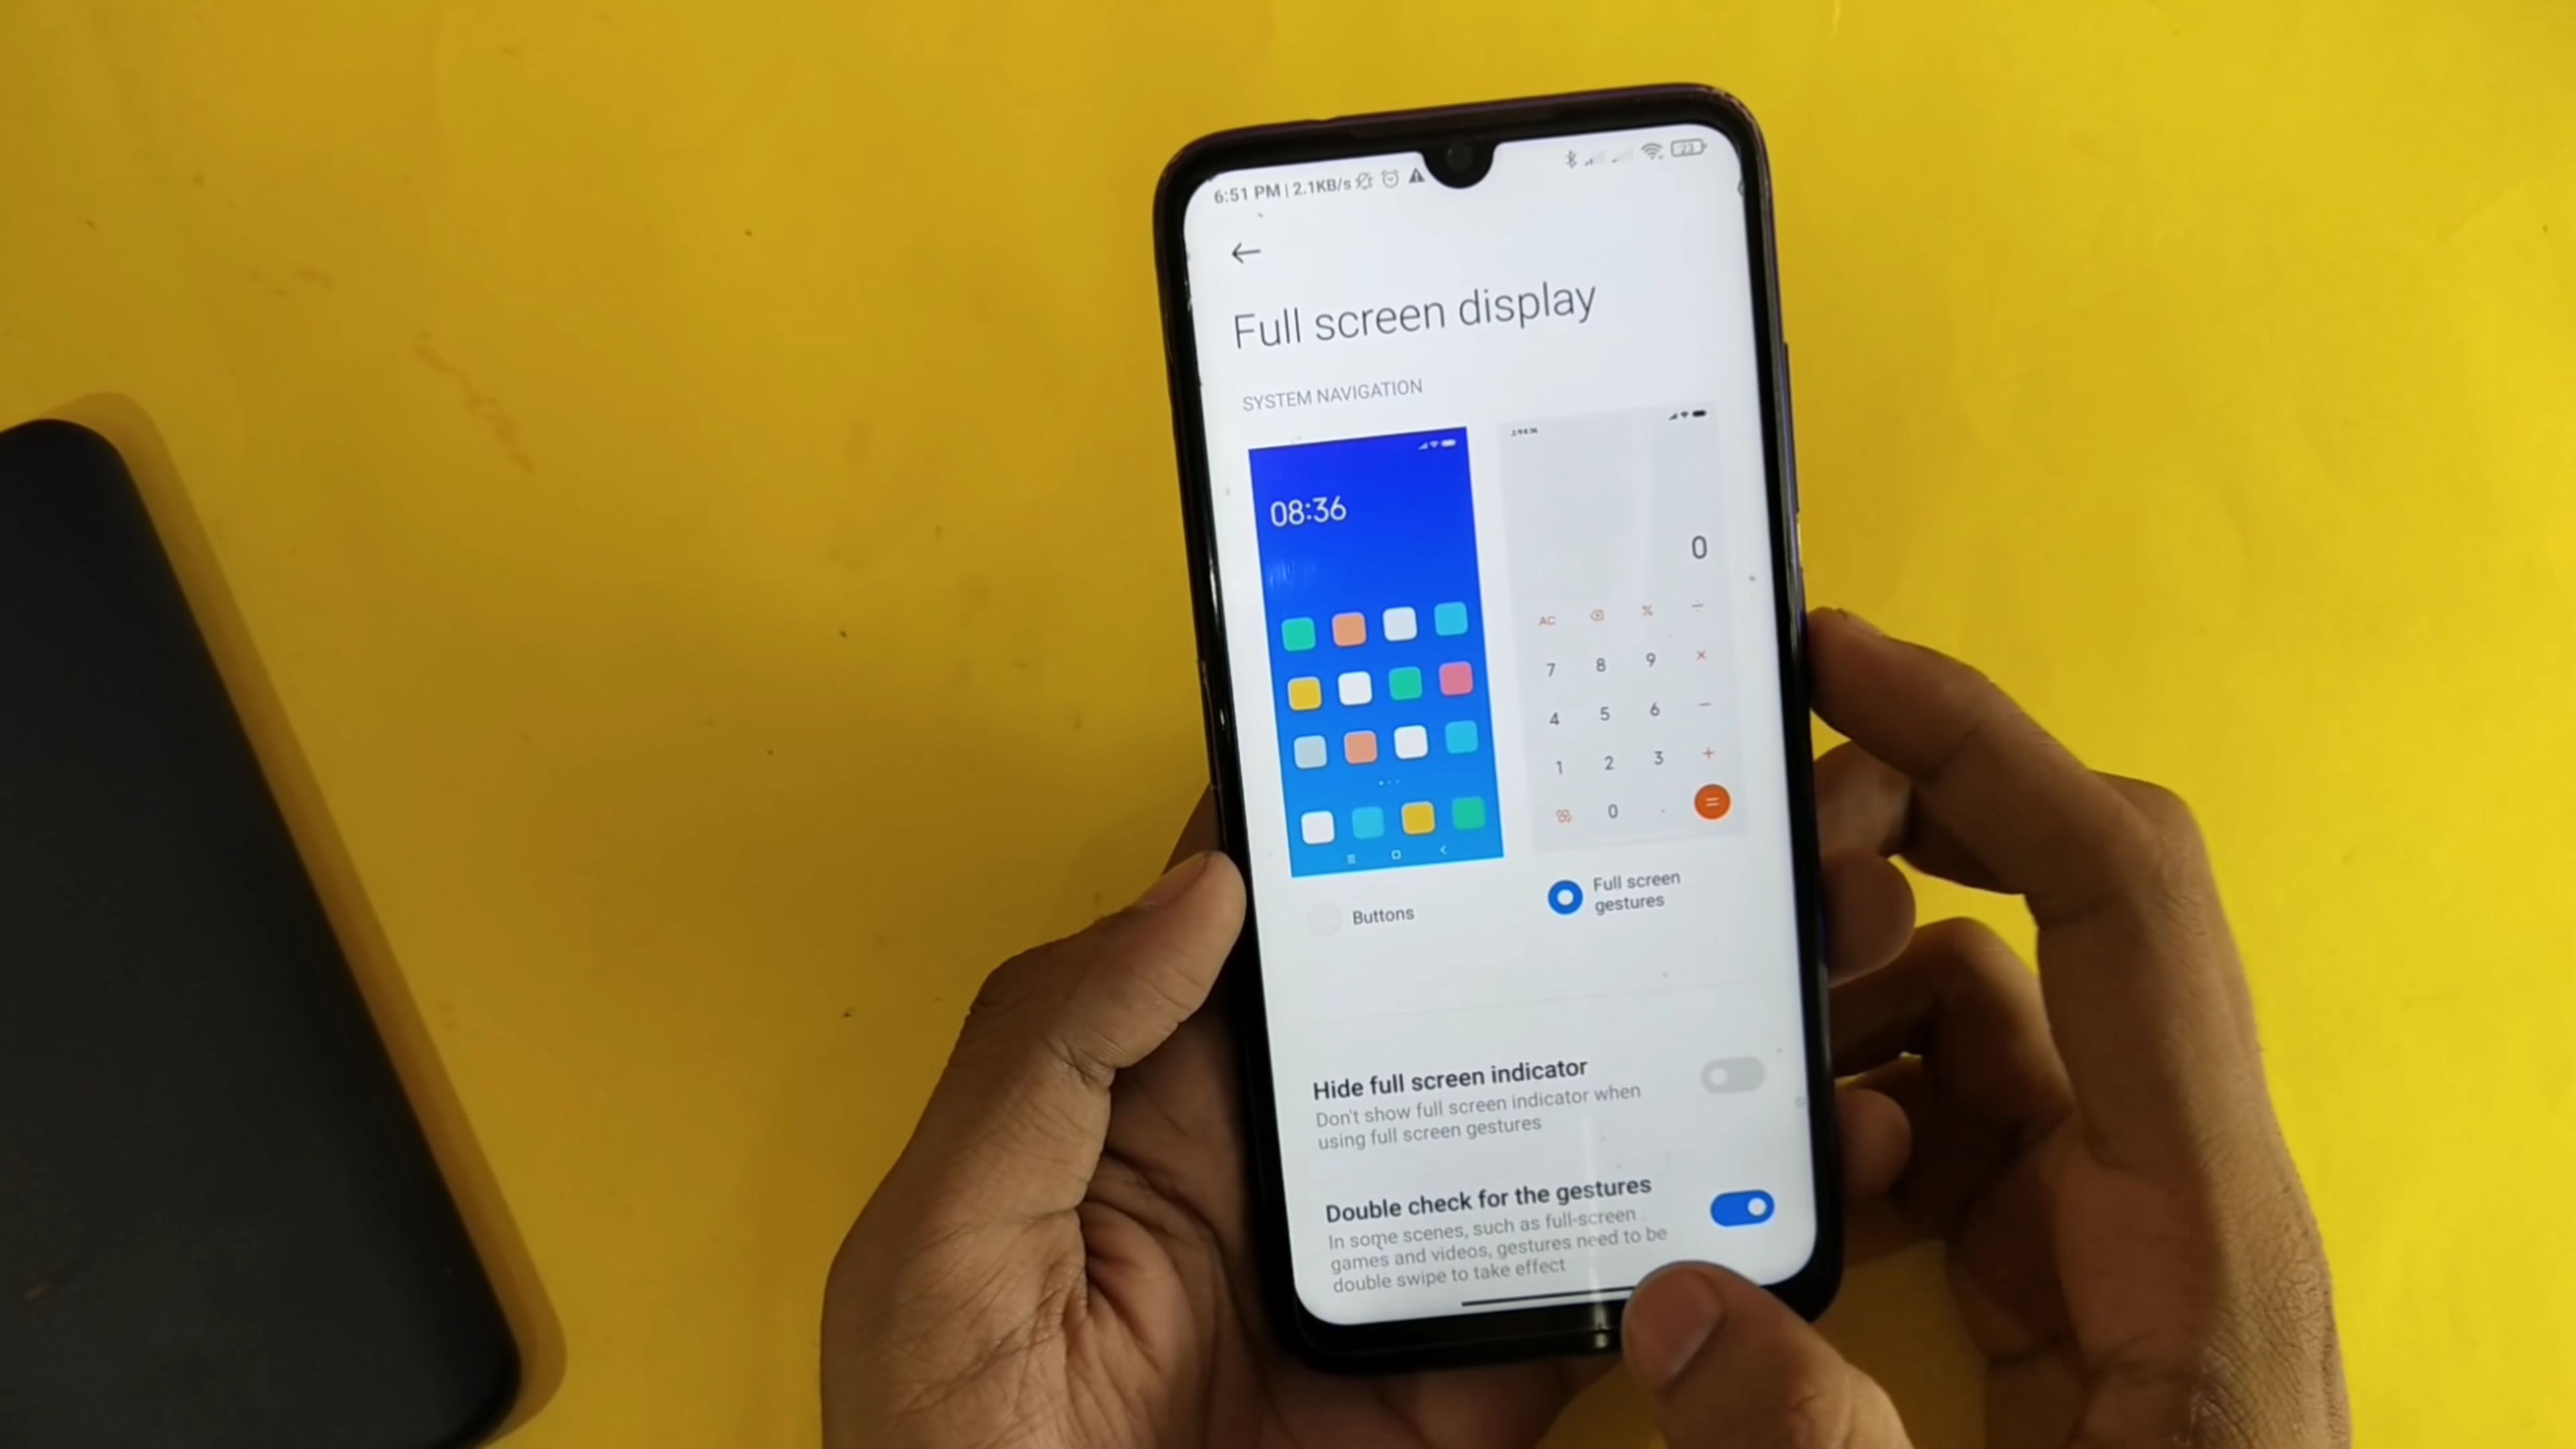 6:51 PM | 2.1KB/s
23
Full screen display
SYSTEM NAVIGATION
08:36
0
AC % ÷
7 8 9 ×
4 5 6 −
1 2 3 +
0 . =
Buttons
Full screen
gestures
Hide full screen indicator
Don't show full screen indicator when
using full screen gestures
Double check for the gestures
In some scenes, such as full-screen
games and videos, gestures need to be
double swipe to take effect